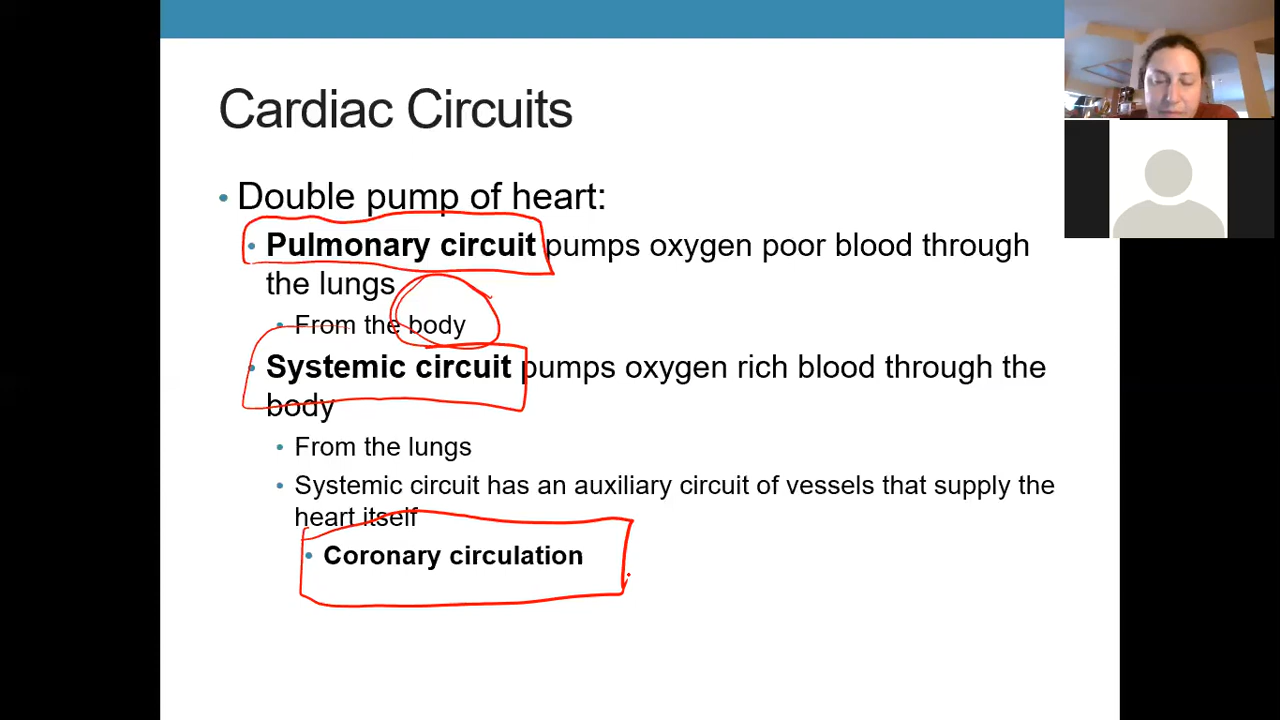 Cardiac Circuits
• Double pump of heart:
• Pulmonary circuit pumps oxygen poor blood through
the lungs
• From the body
• Systemic circuit pumps oxygen rich blood through the
body
• From the lungs
• Systemic circuit has an auxiliary circuit of vessels that supply the
heart itself
• Coronary circulation